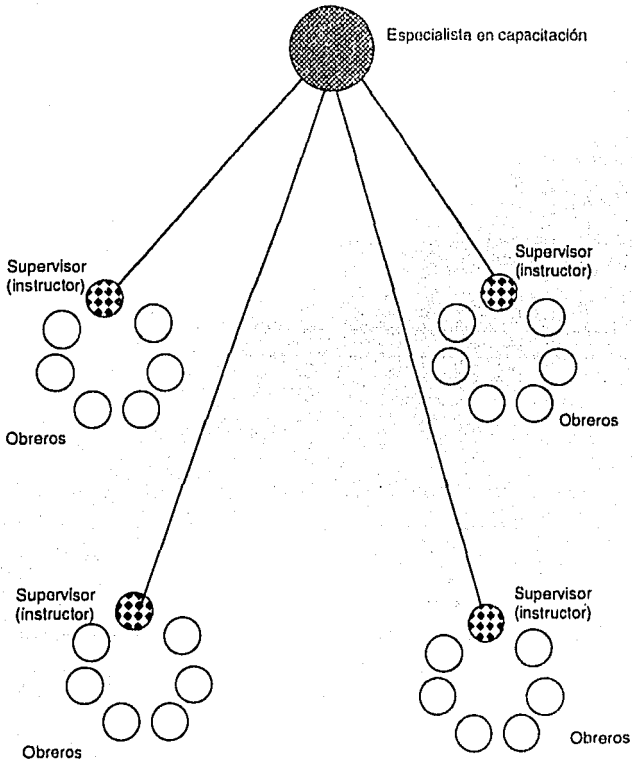 Especialista en capacitación
Supervisor
(instructor)
Supervisor
(instructor)
Obreros
Obreros
Supervisor
(instructor)
Supervisor
(instructor)
Obreros
Obreros